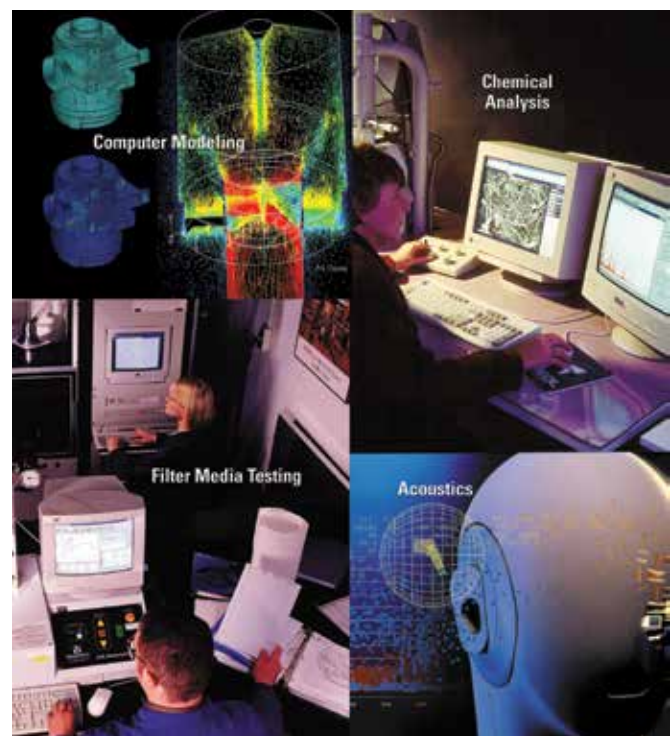 Computer Modeling
Chemical
Analysis
Filter Media Testing
Acoustics